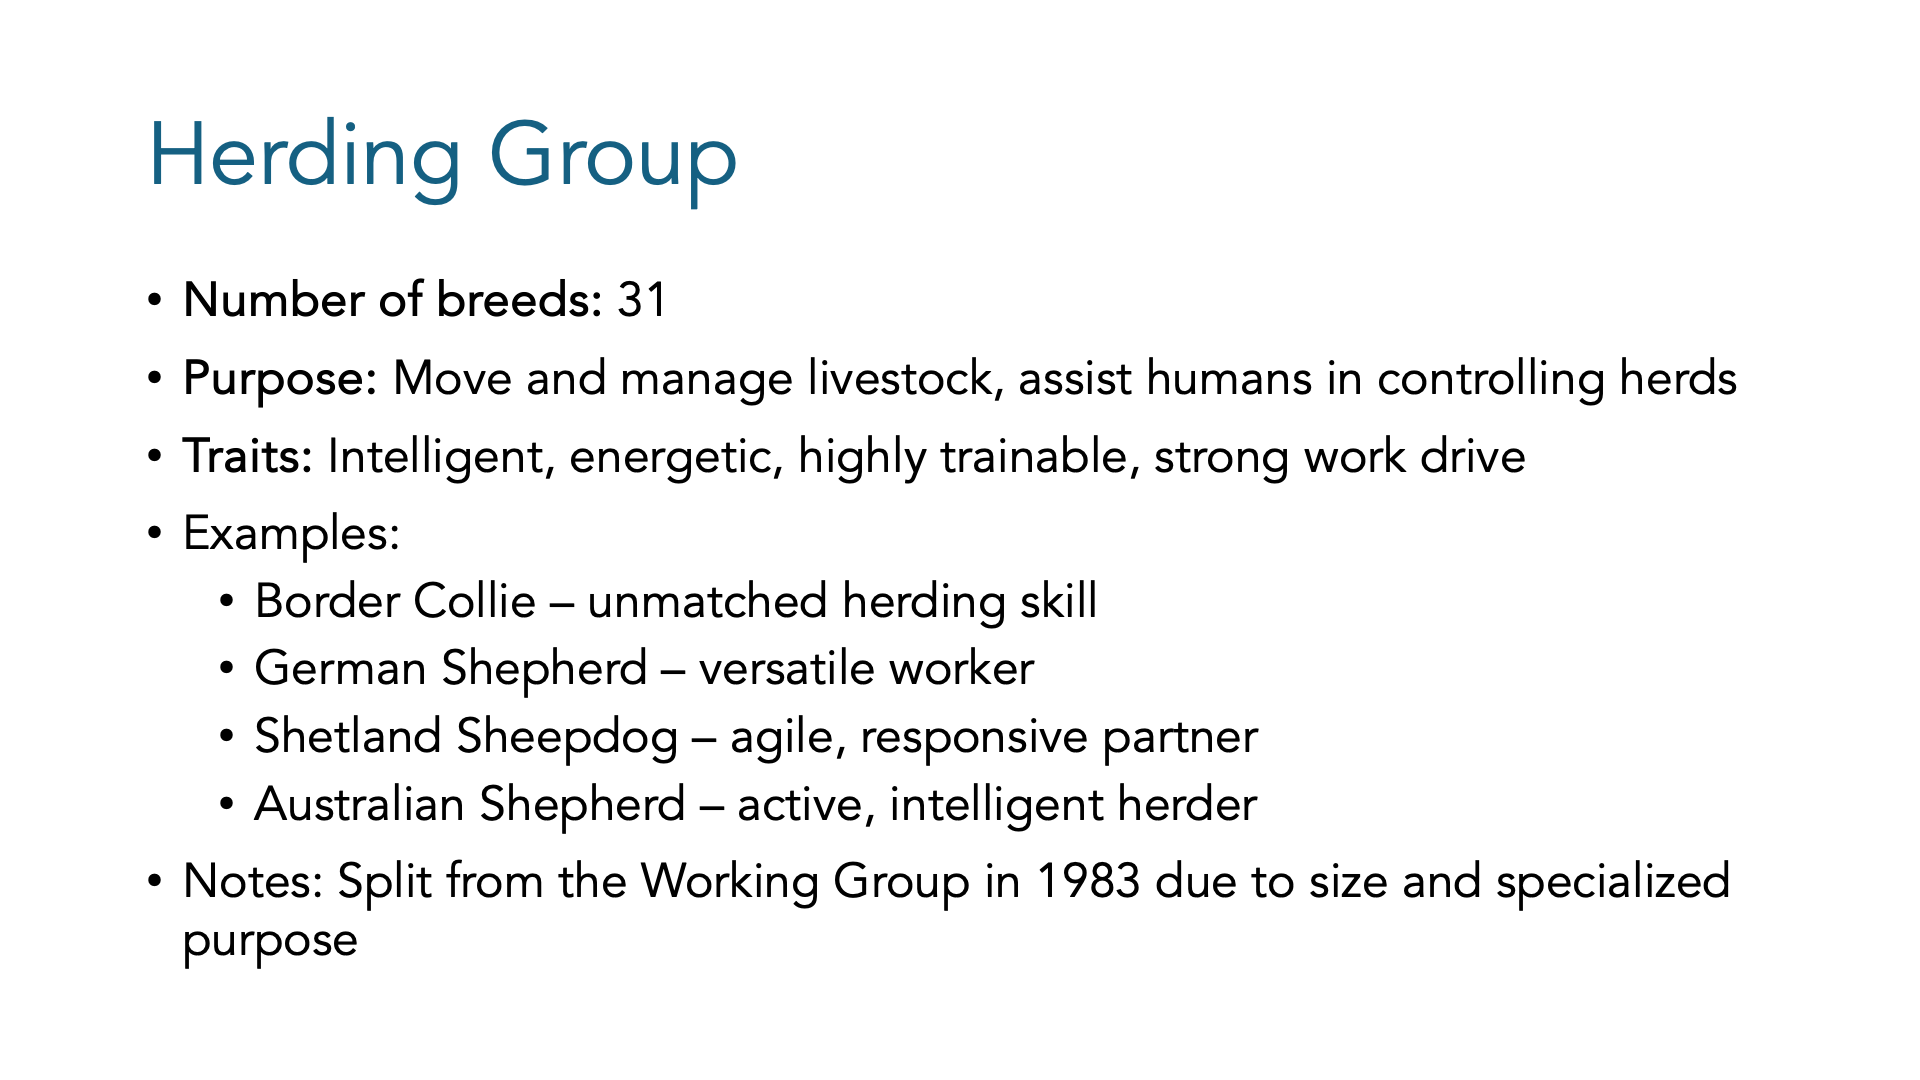 Herding Group
• Number of breeds: 31
• Purpose: Move and manage livestock, assist humans in controlling herds
• Traits: Intelligent, energetic, highly trainable, strong work drive
• Examples:
• Border Collie – unmatched herding skill
• German Shepherd – versatile worker
• Shetland Sheepdog – agile, responsive partner
• Australian Shepherd – active, intelligent herder
• Notes: Split from the Working Group in 1983 due to size and specialized
purpose